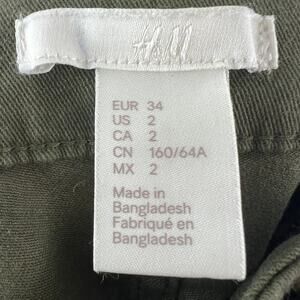 H&M
EUR 34
US 2
CA 2
CN 160/64A
MX 2
Made in
Bangladesh
Fabriqué en
Bangladesh